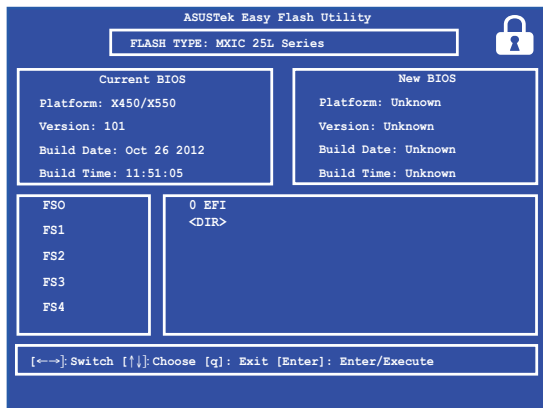 ASUSTek Easy Flash Utility
FLASH TYPE: MXIC 25L Series
Current BIOS
Platform: X450/X550
Version: 101
Build Date: Oct 26 2012
Build Time: 11:51:05
New BIOS
Platform: Unknown
Version: Unknown
Build Date: Unknown
Build Time: Unknown
FSO
FS1
FS2
FS3
FS4
0 EFI
<DIR>
[←→]: Switch [↑↓]: Choose [q]: Exit [Enter]: Enter/Execute